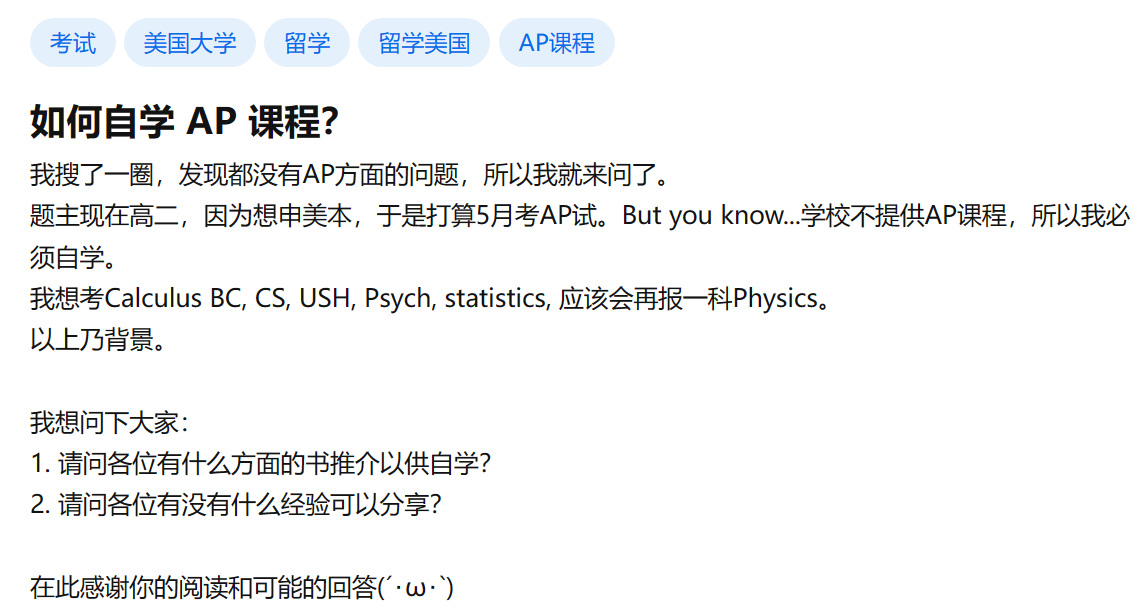 考试 美国大学 留学 留学美国 AP课程
如何自学 AP 课程?
我搜了一圈，发现都没有AP方面的问题，所以我就来问了。
题主现在高二，因为想申美本，于是打算5月考AP试。But you know...学校不提供AP课程，所以我必
须自学。
我想考Calculus BC, CS, USH, Psych, statistics, 应该会再报一科Physics。
以上乃背景。
我想问下大家：
1. 请问各位有什么方面的书推介以供自学？
2. 请问各位有没有什么经验可以分享？
在此感谢你的阅读和可能的回答(´･ω･`)